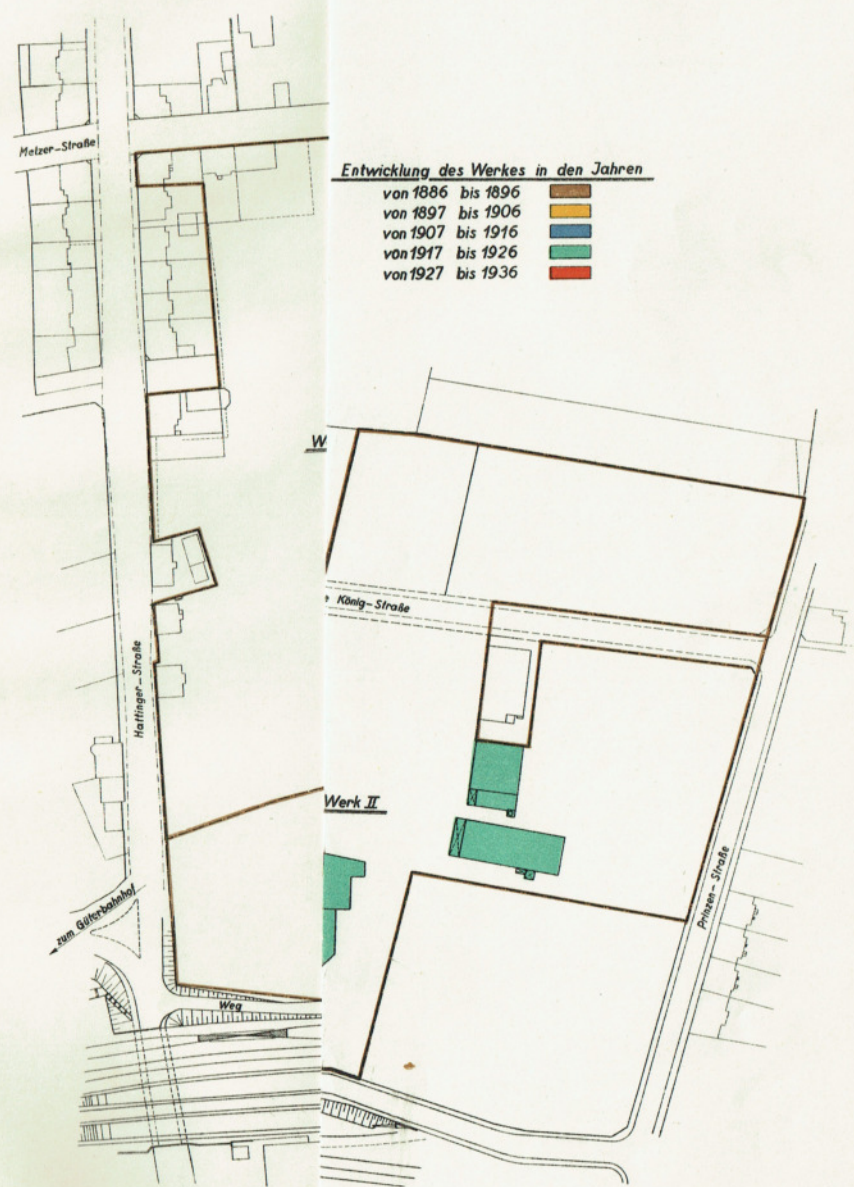 Melzer-Straße
Entwicklung des Werkes in den Jahren
von 1886 bis 1896
von 1897 bis 1906
von 1907 bis 1916
von 1917 bis 1926
von 1927 bis 1936
W
e König-Straße
Hattinger-Straße
Werk II
Prinzen-Straße
zum Güterbahnhof
Weg